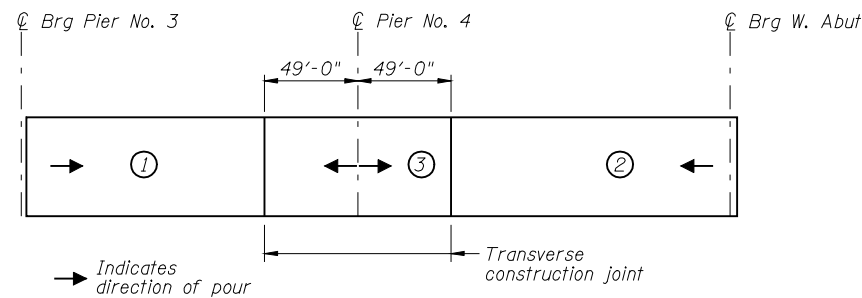 ℄ Brg Pier No. 3
℄ Pier No. 4
℄ Brg W. Abut
49'-0"
49'-0"
1
3
2
Indicates
direction of pour
Transverse
construction joint